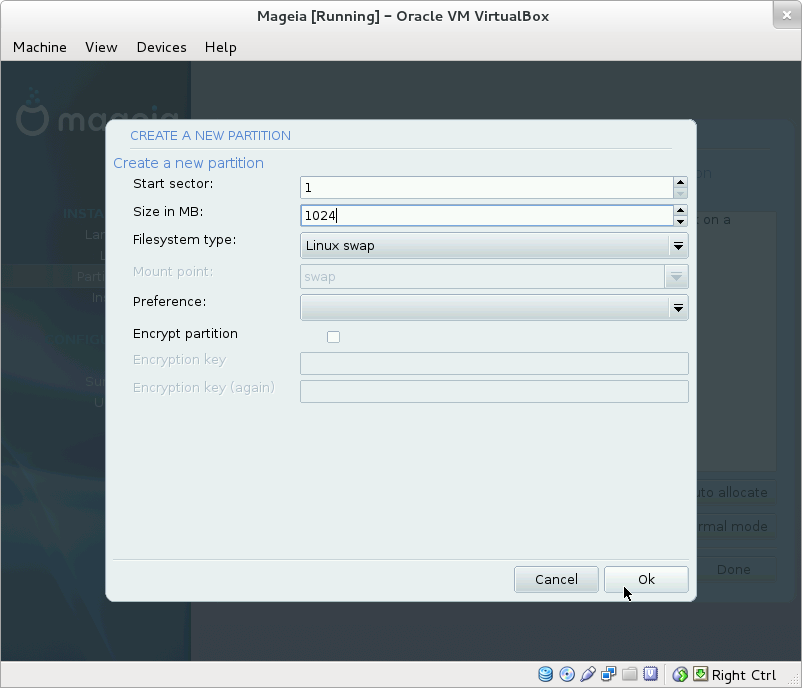 Mageia [Running] – Oracle VM VirtualBox
Machine View Devices Help
mageia
CREATE A NEW PARTITION
Create a new partition
Start sector: 1
Size in MB: 1024
Filesystem type: Linux swap
Mount point: swap
Preference:
Encrypt partition
Encryption key
Encryption key (again)
on a
allocate
mode
Done
Cancel Ok
Right Ctrl